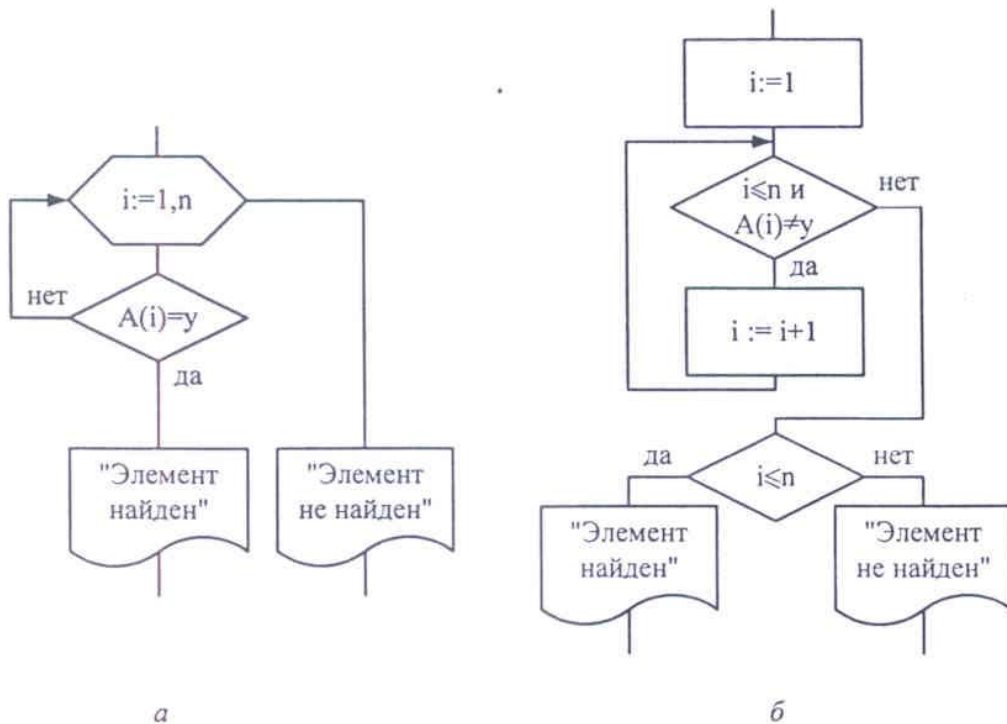 i:=1,n
нет
A(i)=y
да
"Элемент
найден"
"Элемент
не найден"
а
i:=1
i⩽n и
A(i)≠y
нет
да
i := i+1
да
i⩽n
нет
"Элемент
найден"
"Элемент
не найден"
б